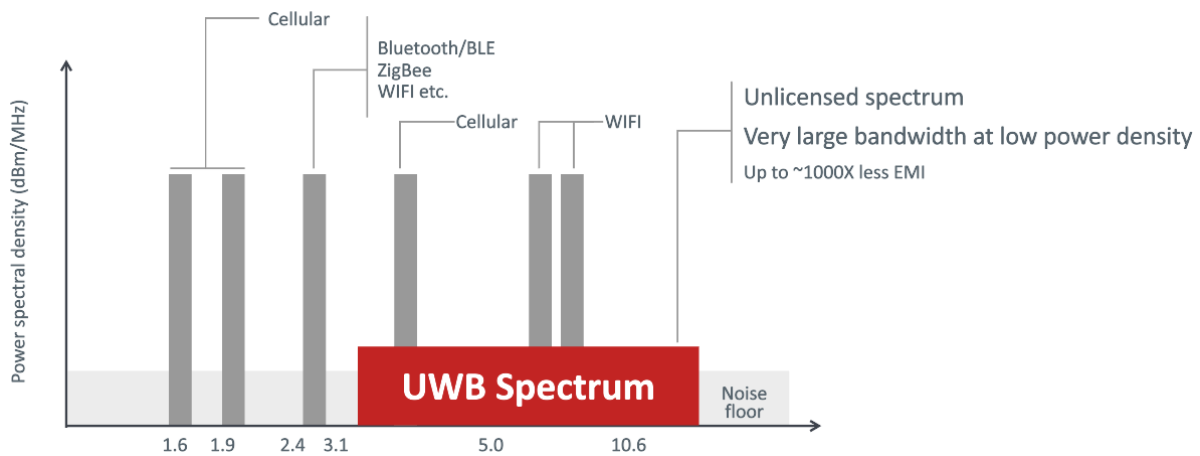 Cellular
Bluetooth/BLE
ZigBee
WIFI etc.
Cellular
WIFI
Unlicensed spectrum
Very large bandwidth at low power density
Up to ~1000X less EMI
Power spectral density (dBm/MHz)
UWB Spectrum
Noise
floor
1.6 1.9 2.4 3.1 5.0 10.6